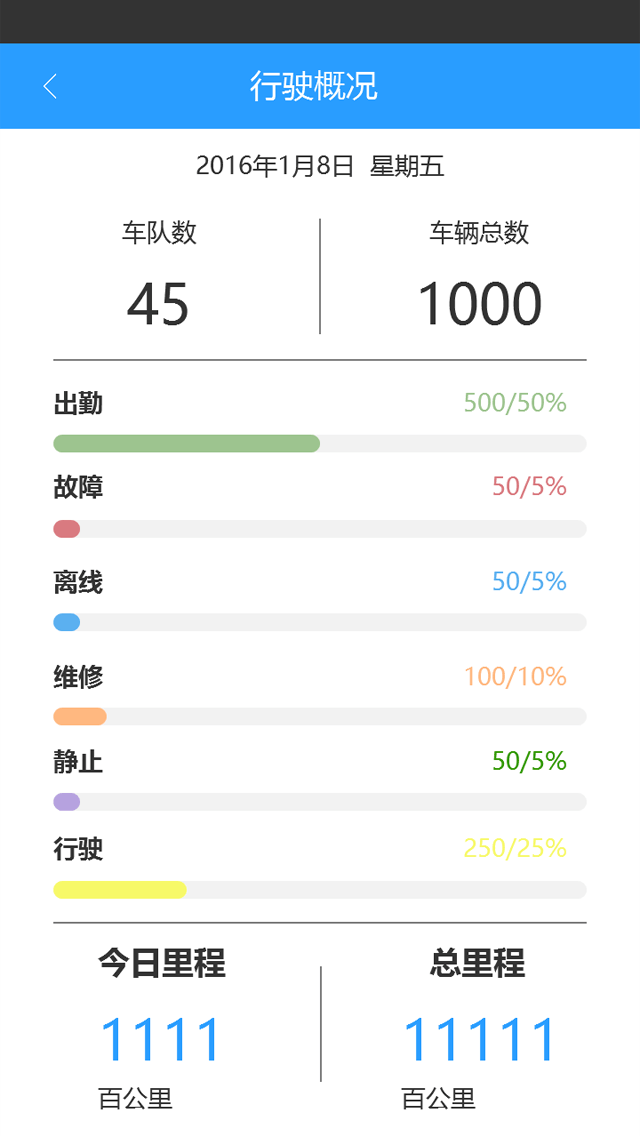 行驶概况
2016年1月8日 星期五
车队数 车辆总数
45 1000
出勤 500/50%
故障 50/5%
离线 50/5%
维修 100/10%
静止 50/5%
行驶 250/25%
今日里程 总里程
1111 11111
百公里 百公里